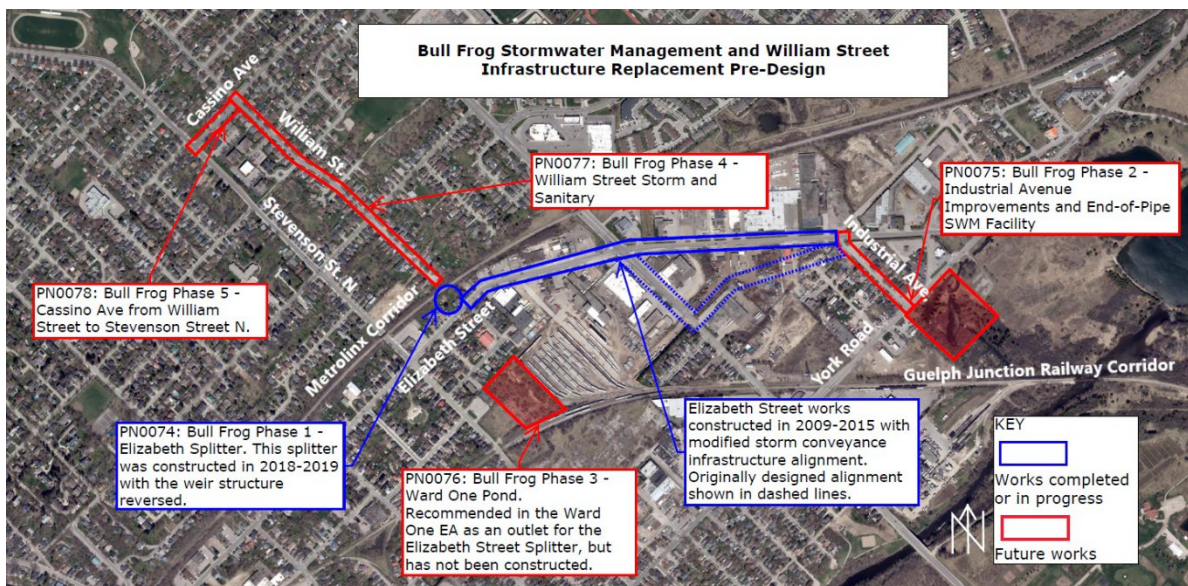 Bull Frog Stormwater Management and William Street
Infrastructure Replacement Pre-Design
Cassino Ave
William St.
PN0077: Bull Frog Phase 4 -
William Street Storm and
Sanitary
PN0075: Bull Frog Phase 2 -
Industrial Avenue
Improvements and End-of-Pipe
SWM Facility
Stevenson St. N
Industrial Ave.
PN0078: Bull Frog Phase 5 -
Cassino Ave from William
Street to Stevenson Street N.
Metrolinx Corridor
Elizabeth Street
York Road
Guelph Junction Railway Corridor
PN0074: Bull Frog Phase 1 -
Elizabeth Splitter. This splitter
was constructed in 2018-2019
with the weir structure
reversed.
PN0076: Bull Frog Phase 3 -
Ward One Pond.
Recommended in the Ward
One EA as an outlet for the
Elizabeth Street Splitter, but
has not been constructed.
Elizabeth Street works
constructed in 2009-2015 with
modified storm conveyance
infrastructure alignment.
Originally designed alignment
shown in dashed lines.
N
KEY
Works completed
or in progress
Future works